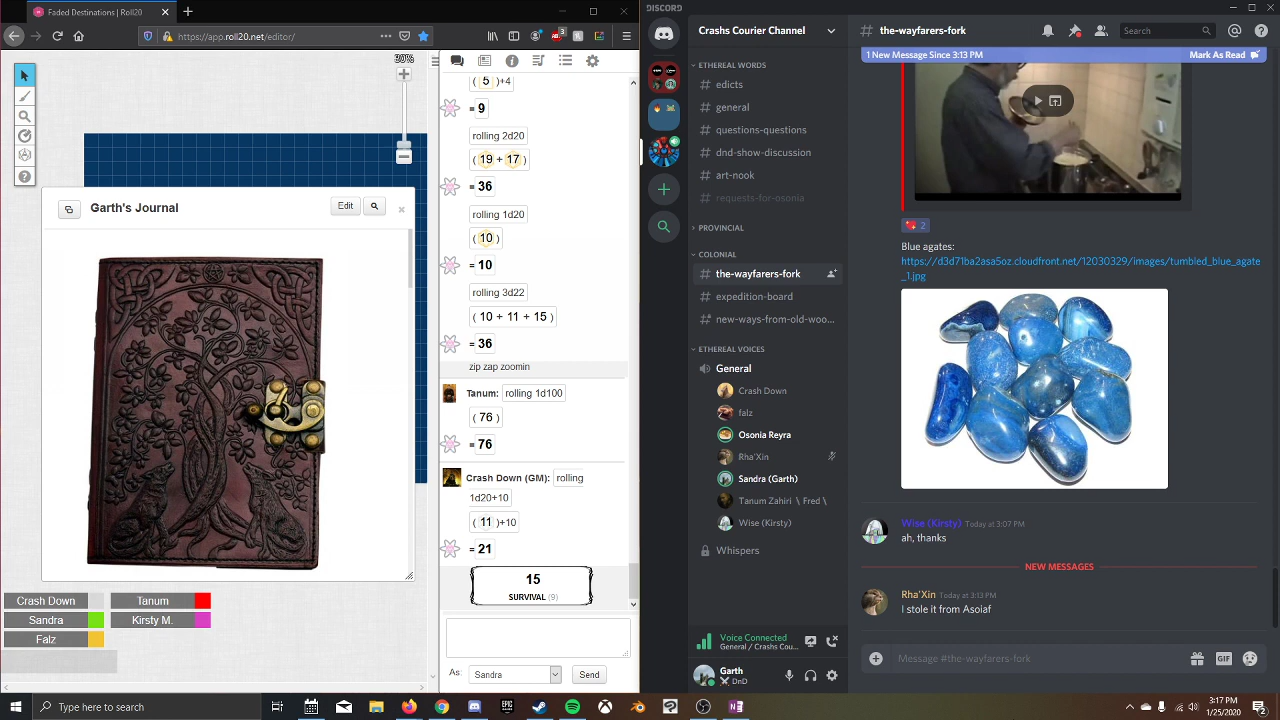 Faded Destinations | Roll20
https://app.roll20.net/editor/
30%
Garth's Journal
Edit
Crash Down
Tanum
Sandra
Kirsty M.
Falz
( 5 )+4
= 9
rolling 2d20
( 19 + 17 )
= 36
rolling 1d20
( 10 )
= 10
rolling 3d22
( 10 + 11 + 15 )
= 36
zip zap zoomin
Tanum: rolling 1d100
( 76 )
= 76
Crash Down (GM): rolling
1d20+10
( 11 )+10
= 21
15
SURVIVAL (9)
As:
Sandra
Send
DISCORD
Crashs Courier Channel
ETHEREAL WORDS
# edicts
# general
# questions-questions
# dnd-show-discussion
# art-nook
# requests-for-osonia
PROVINCIAL
COLONIAL
# the-wayfarers-fork
# expedition-board
# new-ways-from-old-woo...
ETHEREAL VOICES
General
Crash Down
falz
Osonia Reyra
Rha'Xin
Sandra (Garth)
Tanum Zahiri \ Fred \
Wise (Kirsty)
Whispers
Voice Connected
General / Crashs Cou...
Garth
DnD
# the-wayfarers-fork
Search
1 New Message Since 3:13 PM
Mark As Read
2
Blue agates:
https://d3d71ba2asa5oz.cloudfront.net/12030329/images/tumbled_blue_agate
_1.jpg
Wise (Kirsty) Today at 3:07 PM
ah, thanks
NEW MESSAGES
Rha'Xin Today at 3:13 PM
I stole it from Asoiaf
Message #the-wayfarers-fork
GIF
Type here to search
3:17 PM
1/25/2020